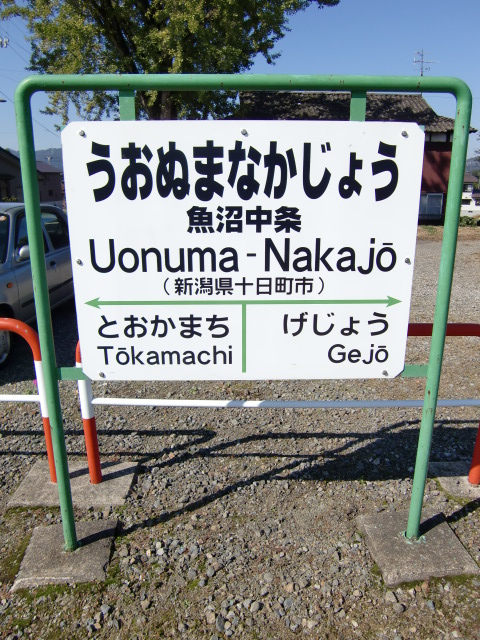 うおぬまなかじょう
魚沼中条
Uonuma-Nakajō
(新潟県十日町市)
とおかまち げじょう
Tōkamachi Gejō